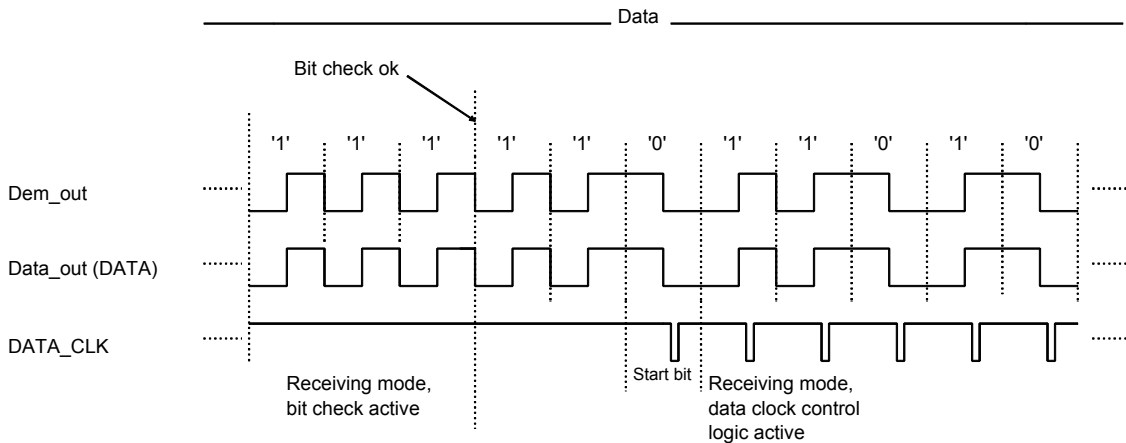 Data
Bit check ok
'1' '1' '1' '1' '1' '0' '1' '1' '0' '1' '0'
Dem_out
Data_out (DATA)
DATA_CLK
Start bit
Receiving mode,
bit check active
Receiving mode,
data clock control
logic active